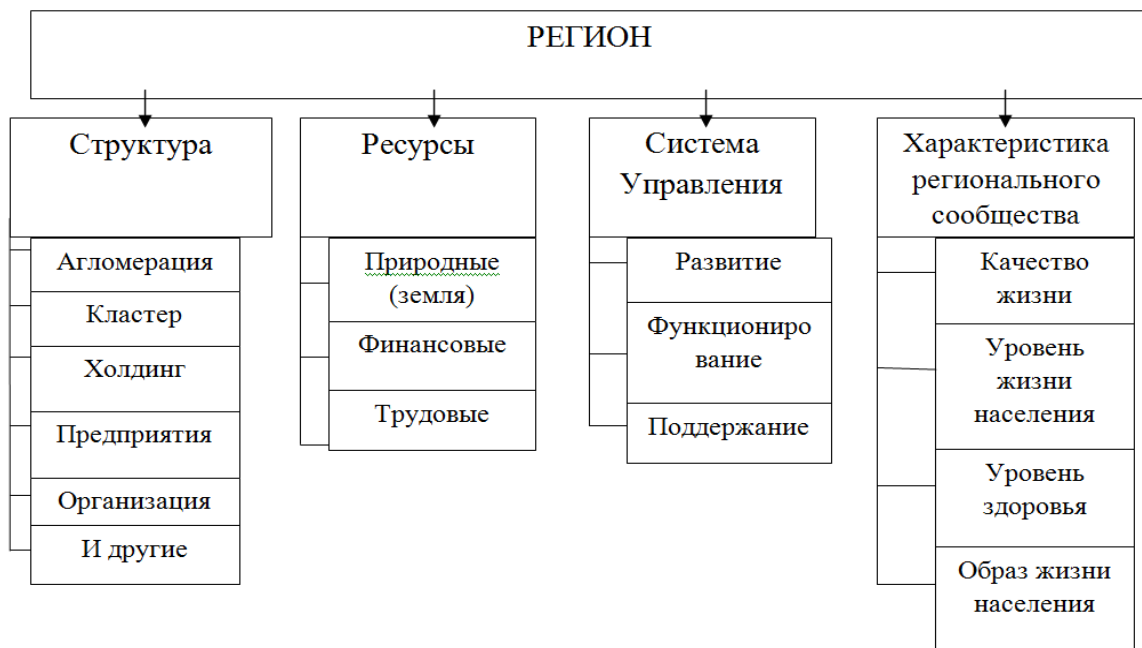 РЕГИОН
Структура
Агломерация
Кластер
Холдинг
Предприятия
Организация
И другие
Ресурсы
Природные
(земля)
Финансовые
Трудовые
Система
Управления
Развитие
Функциониро
вание
Поддержание
Характеристика
регионального
сообщества
Качество
жизни
Уровень
жизни
населения
Уровень
здоровья
Образ жизни
населения